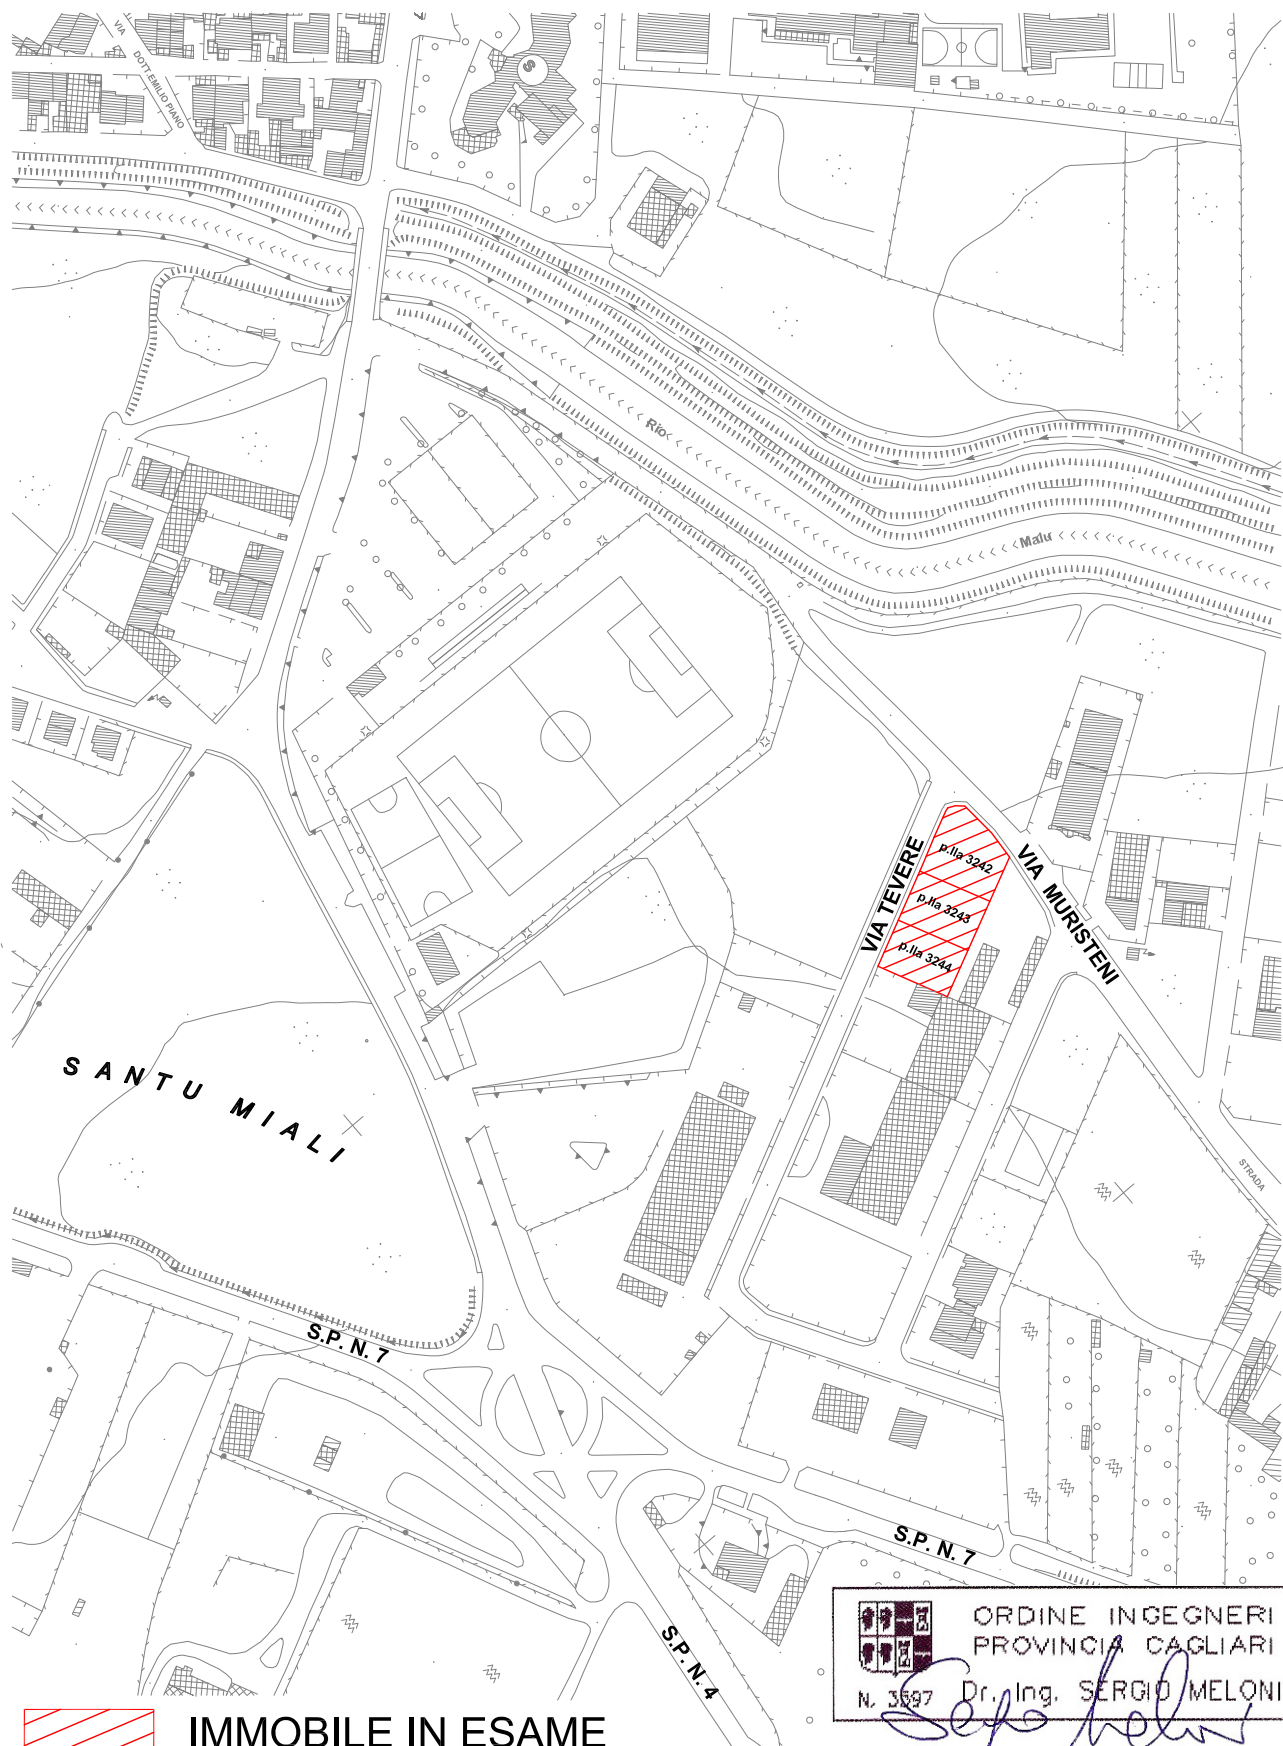 VIA DOTT.EMILIO PIANO
S
Rio
Malu
p.lla 3242
p.lla 3243
p.lla 3244
VIA TEVERE
VIA MURISTENI
SANTU MIALI
STRADA
S.P. N. 7
S.P. N. 7
S.P. N. 4
ORDINE INGEGNERI
PROVINCIA CAGLIARI
N. 3597 Dr. Ing. SERGIO MELONI
IMMOBILE IN ESAME